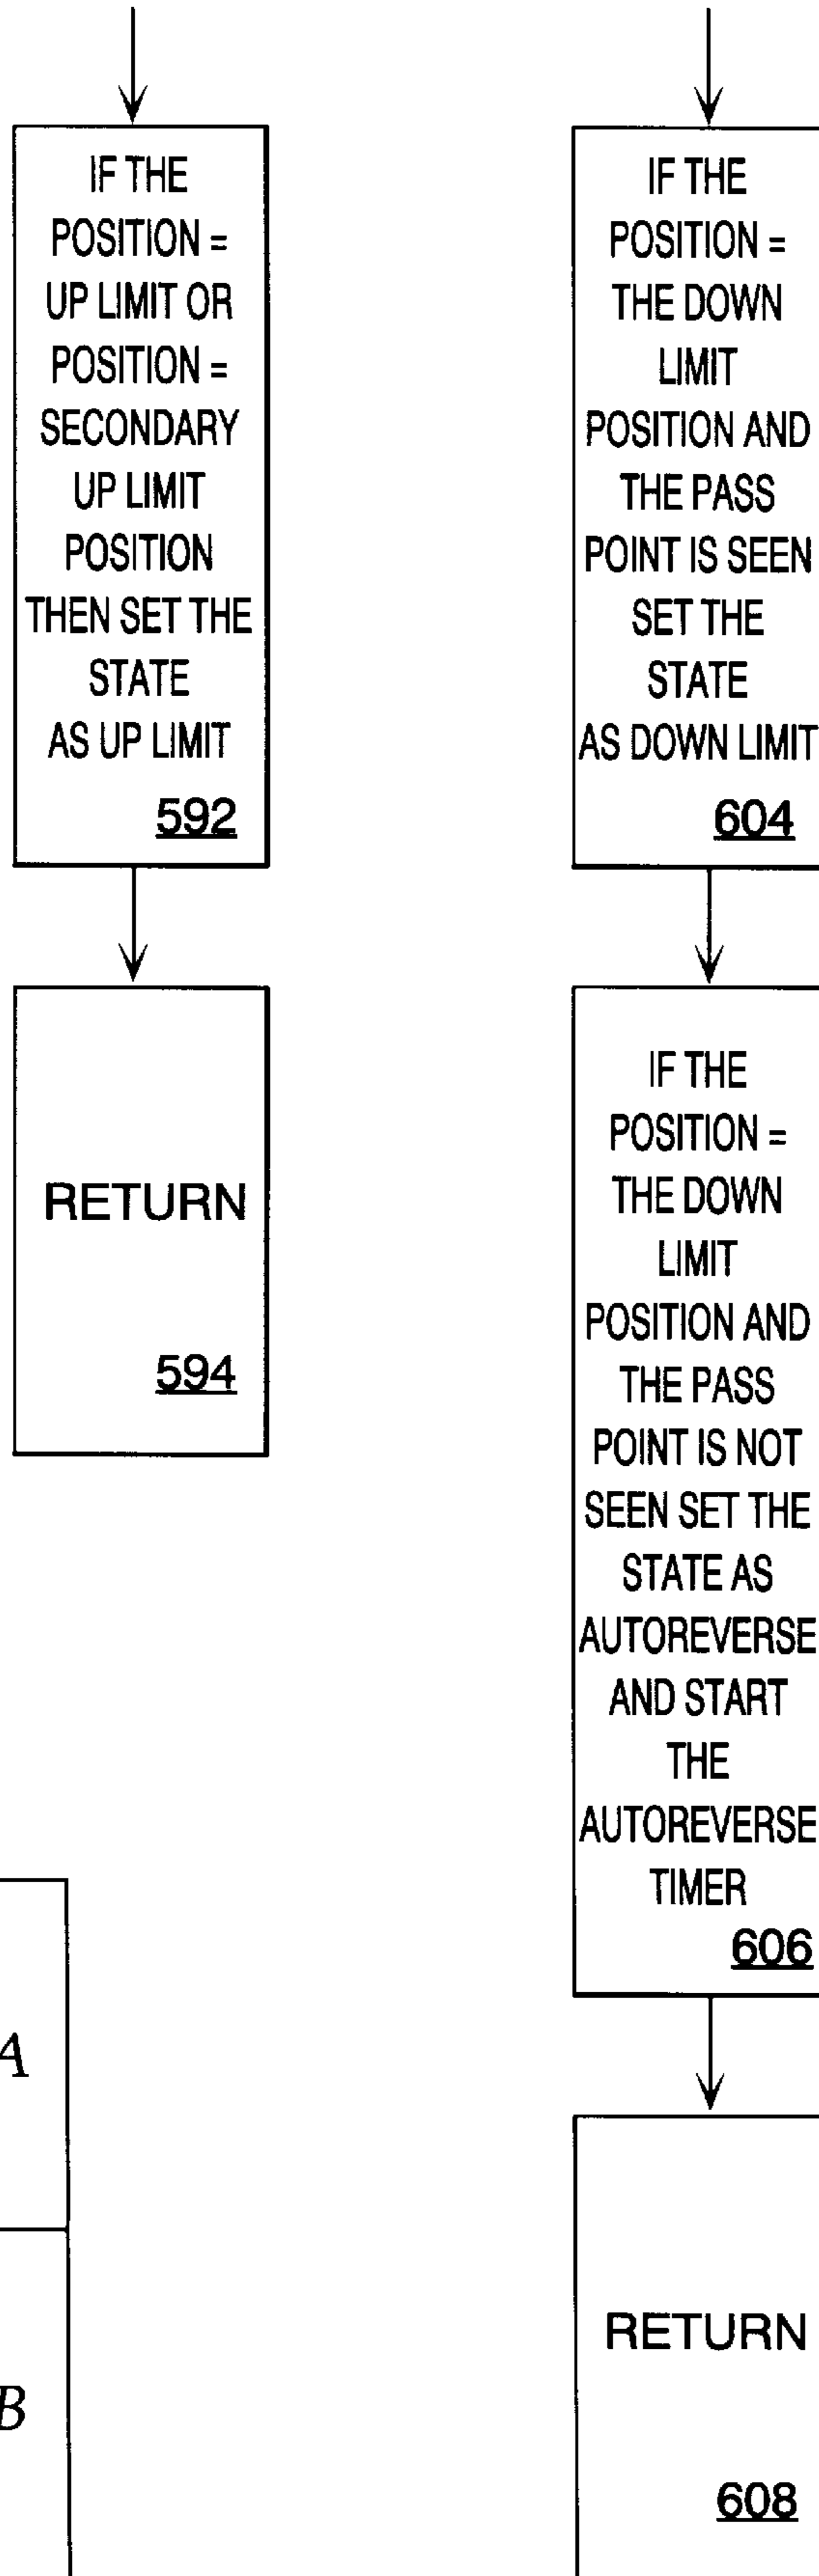 IF THE
POSITION =
UP LIMIT OR
POSITION =
SECONDARY
UP LIMIT
POSITION
THEN SET THE
STATE
AS UP LIMIT
592
RETURN
594
A
B
IF THE
POSITION =
THE DOWN
LIMIT
POSITION AND
THE PASS
POINT IS SEEN
SET THE
STATE
AS DOWN LIMIT
604
IF THE
POSITION =
THE DOWN
LIMIT
POSITION AND
THE PASS
POINT IS NOT
SEEN SET THE
STATE AS
AUTOREVERSE
AND START
THE
AUTOREVERSE
TIMER
606
RETURN
608